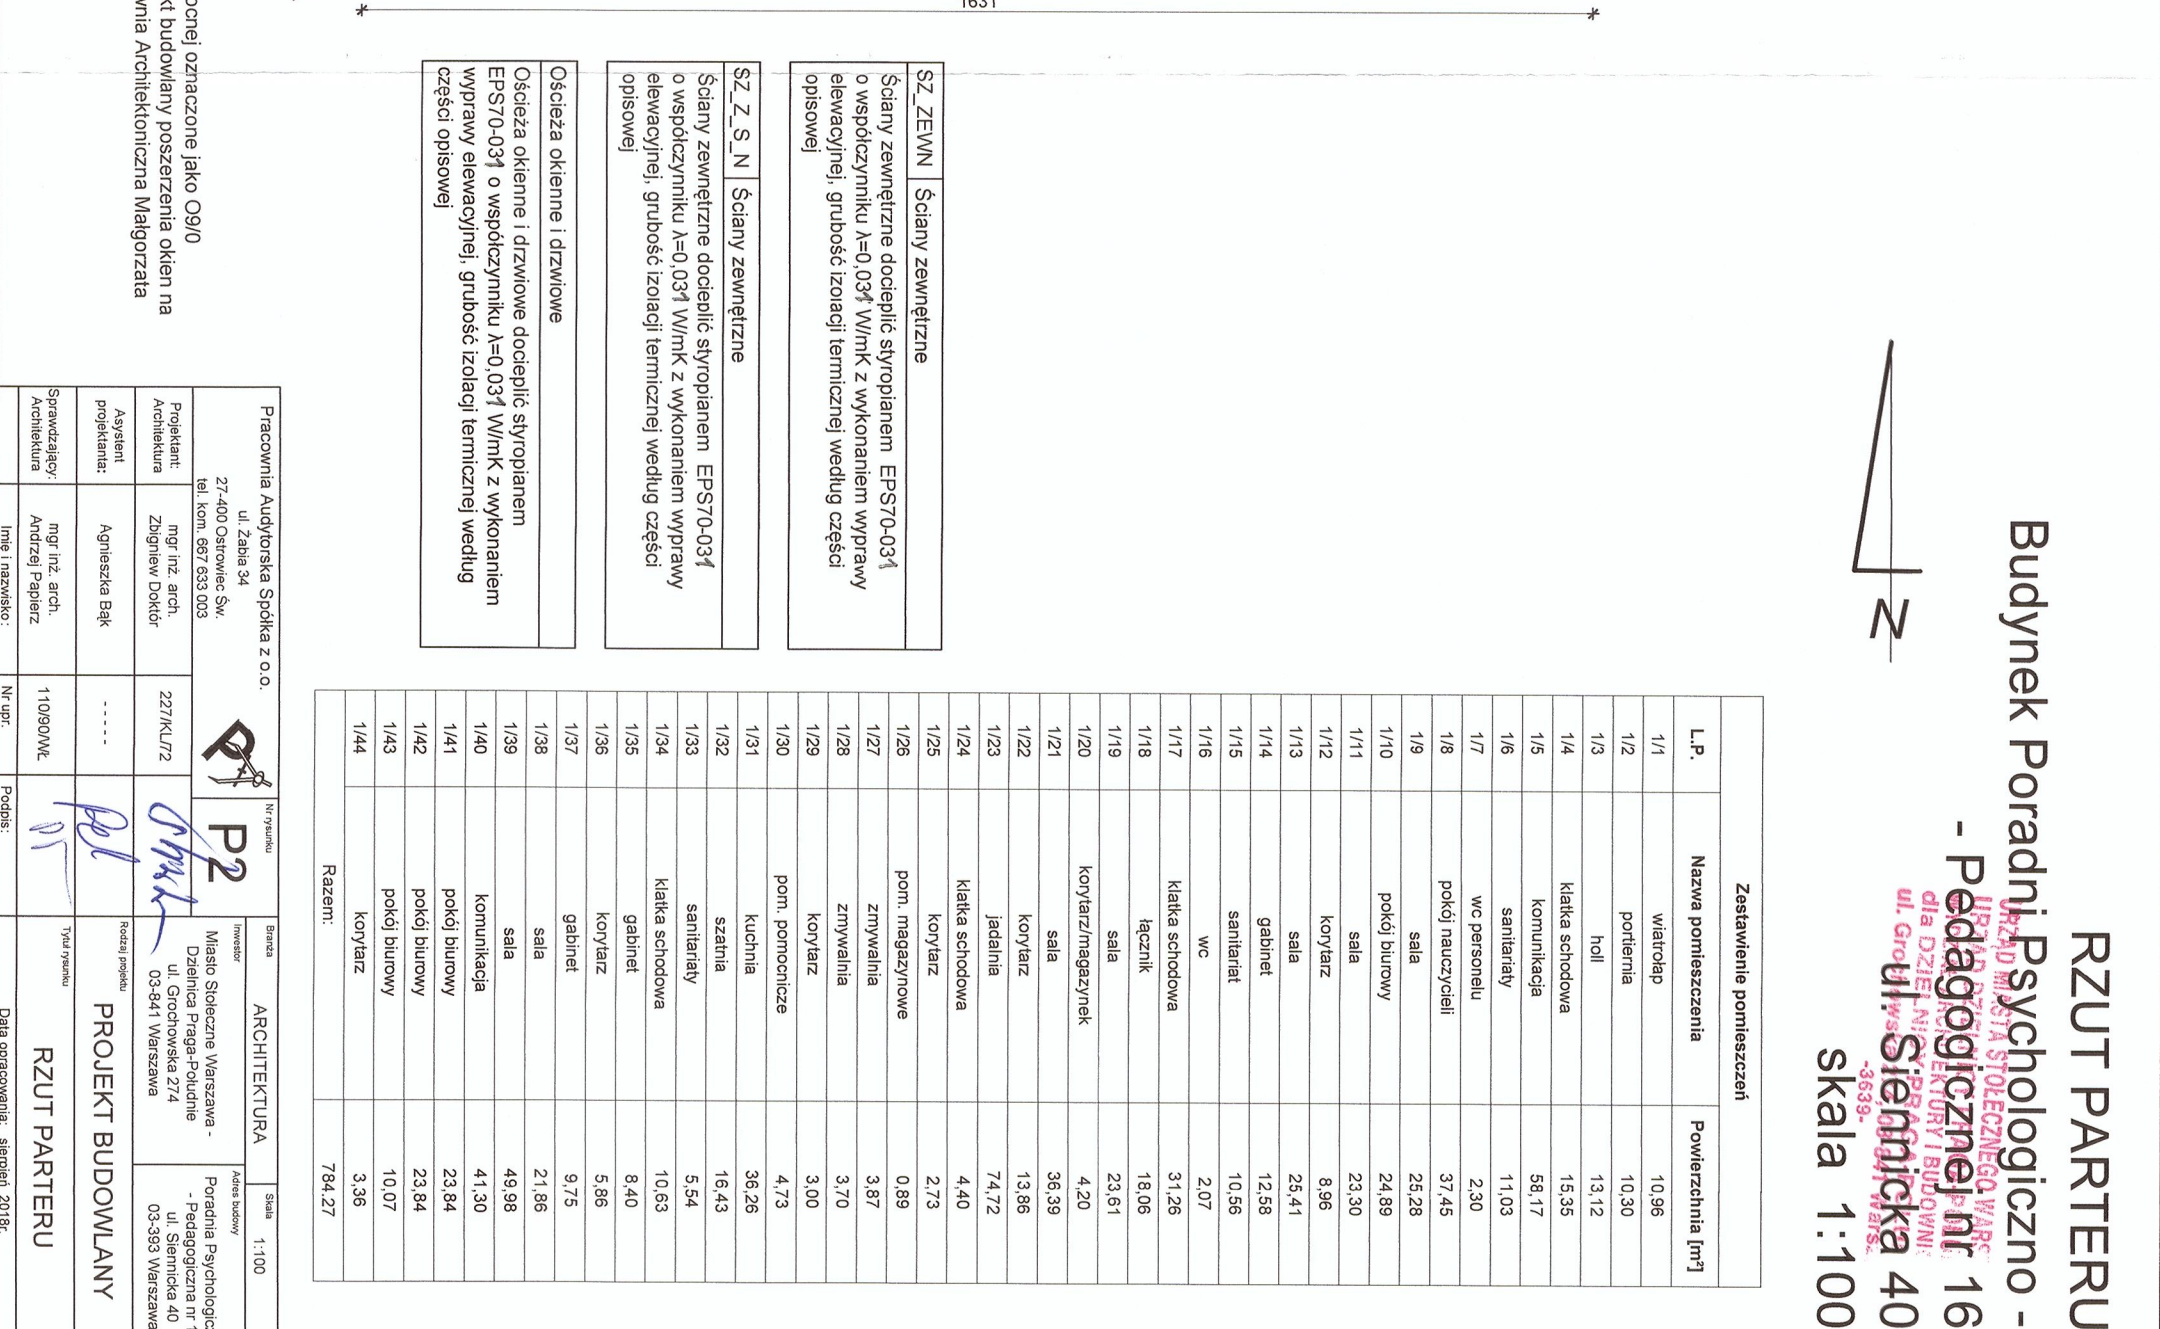 RZUT PARTERU
Budynek Poradni Psychologiczno -
- Pedagogicznej nr 16
ul. Siennicka 40
skala 1:100
URZĄD MIASTA STOŁECZNEGO
dla DZIELNICY PRAGA
ul. Grochowska
-3639-
N
1631
SZ_ZEWN Ściany zewnętrzne
Ściany zewnętrzne docieplić styropianem EPS70-031
o współczynniku λ=0,031 W/mK z wykonaniem wyprawy
elewacyjnej, grubość izolacji termicznej według części
opisowej
SZ_Z_S_N Ściany zewnętrzne
Ściany zewnętrzne docieplić styropianem EPS70-031
o współczynniku λ=0,031 W/mK z wykonaniem wyprawy
elewacyjnej, grubość izolacji termicznej według części
opisowej
Ościeża okienne i drzwiowe
Ościeża okienne i drzwiowe docieplić styropianem
EPS70-031 o współczynniku λ=0,031 W/mK z wykonaniem
wyprawy elewacyjnej, grubość izolacji termicznej według
części opisowej
Zestawienie pomieszczeń
L.P. Nazwa pomieszczenia Powierzchnia [m²]
1/1 wiatrołap 10,96
1/2 portiernia 10,30
1/3 holl 13,12
1/4 klatka schodowa 15,35
1/5 komunikacja 58,17
1/6 sanitariaty 11,03
1/7 wc personelu 2,30
1/8 pokój nauczycieli 37,45
1/9 sala 25,28
1/10 pokój biurowy 24,89
1/11 sala 23,30
1/12 korytarz 8,96
1/13 sala 25,41
1/14 gabinet 12,58
1/15 sanitariat 10,56
1/16 wc 2,07
1/17 klatka schodowa 31,26
1/18 łącznik 18,06
1/19 sala 23,61
1/20 korytarz/magazynek 4,20
1/21 sala 36,39
1/22 korytarz 13,86
1/23 jadalnia 74,72
1/24 klatka schodowa 4,40
1/25 korytarz 2,73
1/26 pom. magazynowe 0,89
1/27 zmywalnia 3,87
1/28 zmywalnia 3,70
1/29 korytarz 3,00
1/30 pom. pomocnicze 4,73
1/31 kuchnia 36,26
1/32 szatnia 16,43
1/33 sanitariaty 5,54
1/34 klatka schodowa 10,63
1/35 gabinet 8,40
1/36 korytarz 5,86
1/37 gabinet 9,75
1/38 sala 21,86
1/39 sala 49,98
1/40 komunikacja 41,30
1/41 pokój biurowy 23,84
1/42 pokój biurowy 23,84
1/43 pokój biurowy 10,07
1/44 korytarz 3,36
Razem: 784.27
ocnej oznaczone jako O9/0
kt budowlany poszerzenia okien na
wnia Architektoniczna Małgorzata
Pracownia Audytorska Spółka z o.o.
ul. Żabia 34
27-400 Ostrowiec Św.
tel. kom. 667 633 003
Nr rysunku
P2
Branża
ARCHITEKTURA
Skala
1:100
Inwestor
Miasto Stołeczne Warszawa -
Dzielnica Praga-Południe
ul. Grochowska 274
03-841 Warszawa
Adres budowy
Poradnia Psychologicz
- Pedagogiczna nr 1
ul. Siennicka 40
03-393 Warszawa
Projektant:
Architektura
mgr inż. arch.
Zbigniew Doktór
227/KL/72
Asystent
projektanta:
Agnieszka Bąk
-----
Rodzaj projektu
PROJEKT BUDOWLANY
Sprawdzający:
Architektura
mgr inż. arch.
Andrzej Papierz
110/90/WŁ
Tytuł rysunku
RZUT PARTERU
Imię i nazwisko:
Nr upr.
Podpis:
Data opracowania: sierpień 2018r.